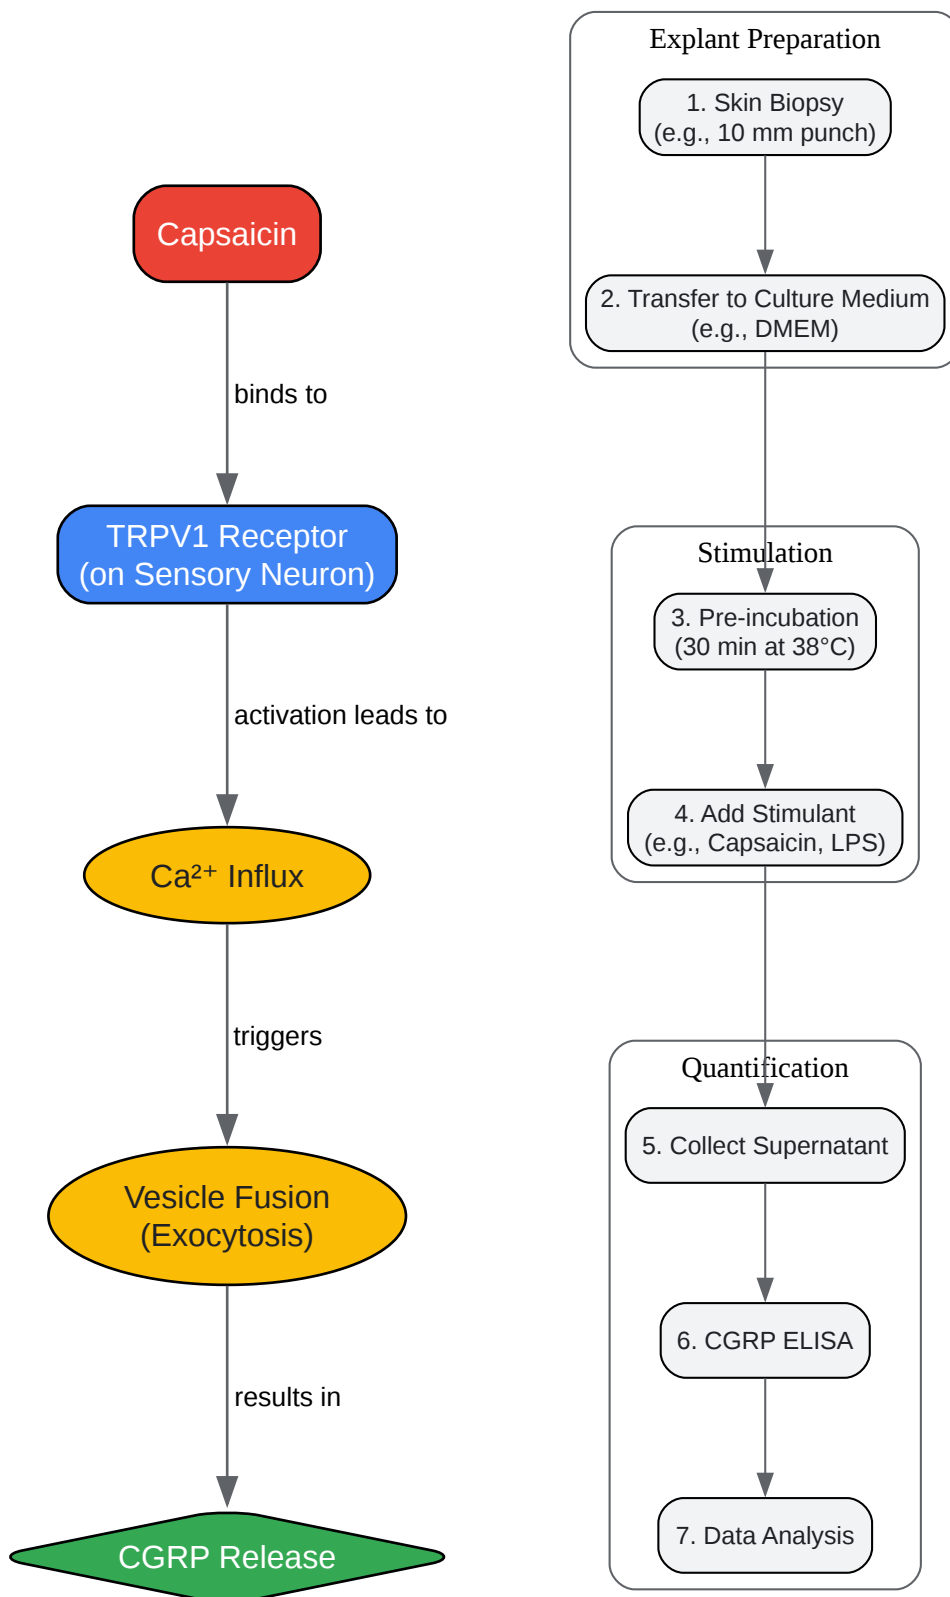 Capsaicin
binds to
TRPV1 Receptor
(on Sensory Neuron)
activation leads to
Ca²⁺ Influx
triggers
Vesicle Fusion
(Exocytosis)
results in
CGRP Release
Explant Preparation
1. Skin Biopsy
(e.g., 10 mm punch)
2. Transfer to Culture Medium
(e.g., DMEM)
Stimulation
3. Pre-incubation
(30 min at 38°C)
4. Add Stimulant
(e.g., Capsaicin, LPS)
Quantification
5. Collect Supernatant
6. CGRP ELISA
7. Data Analysis